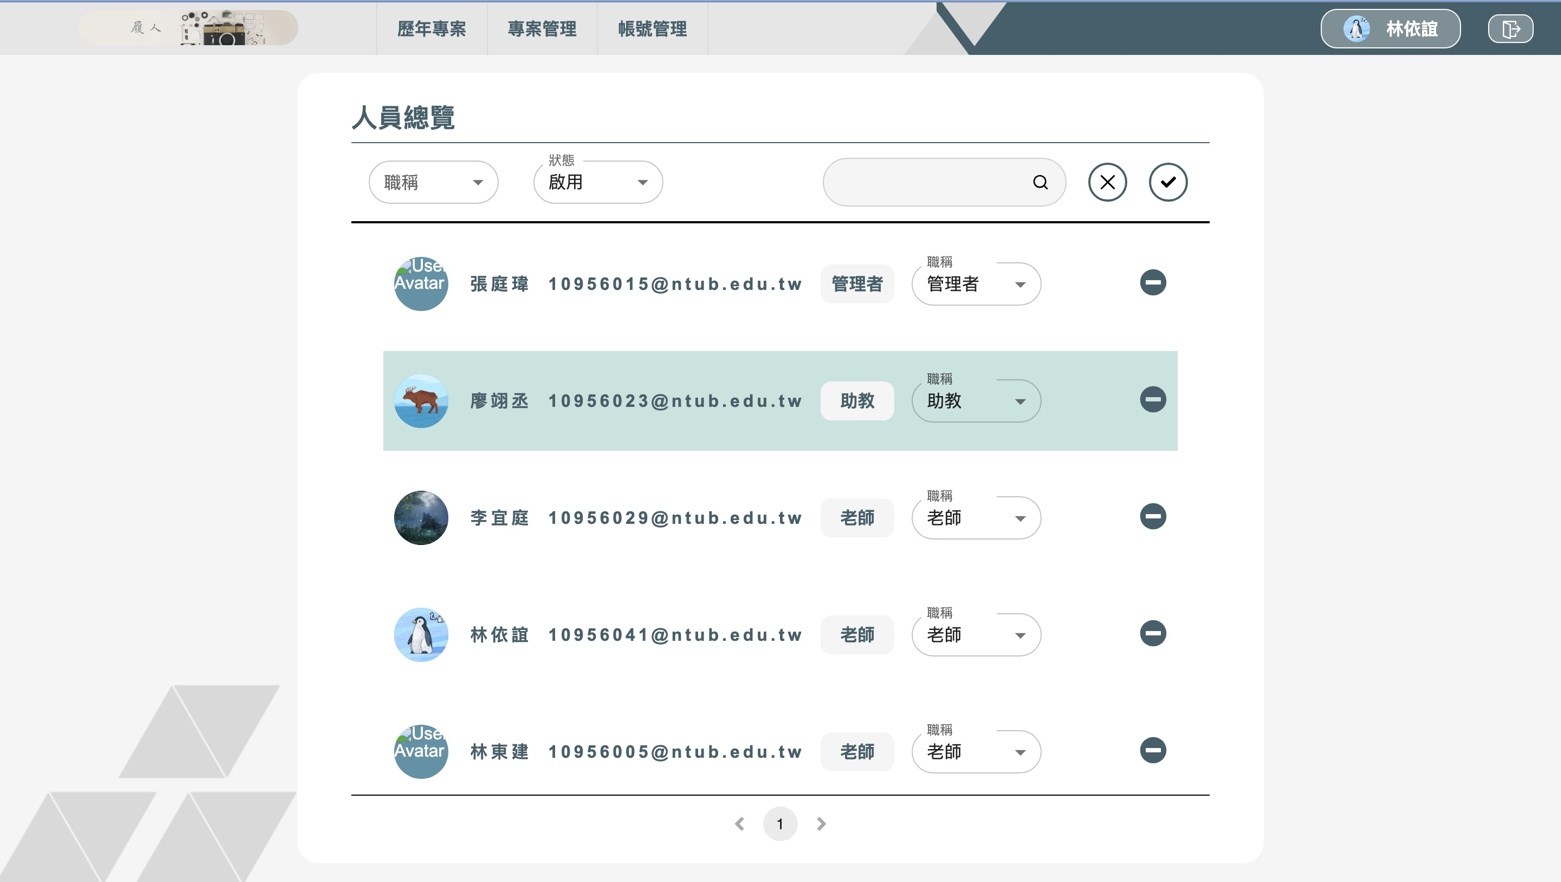 履人
歷年專案 專案管理 帳號管理
林依誼
人員總覽
職稱
狀態
啟用
User Avatar
張庭瑋 10956015@ntub.edu.tw 管理者
職稱
管理者
廖翊丞 10956023@ntub.edu.tw 助教
職稱
助教
李宜庭 10956029@ntub.edu.tw 老師
職稱
老師
林依誼 10956041@ntub.edu.tw 老師
職稱
老師
User Avatar
林東建 10956005@ntub.edu.tw 老師
職稱
老師
1